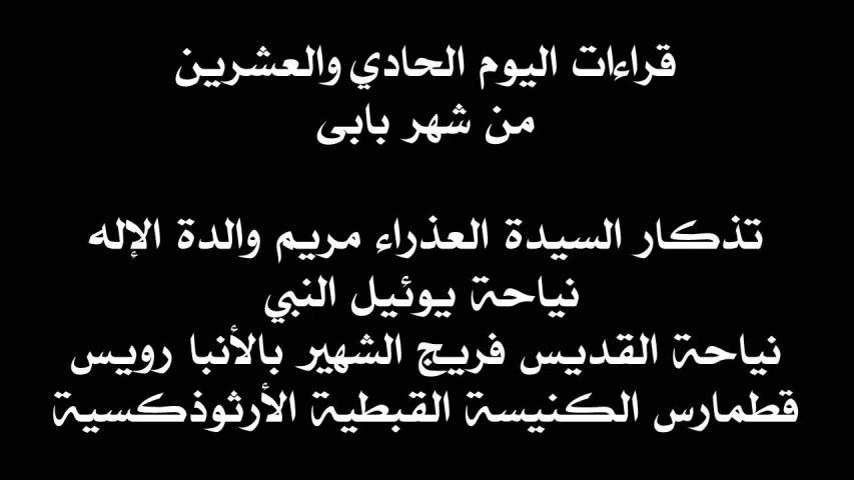 قراءات اليوم الحادي والعشرين
من شهر بابى
تذكار السيدة العذراء مريم والدة الإله
نياحة يوئيل النبي
نياحة القديس فريج الشهير بالأنبا رويس
قطمارس الكنيسة القبطية الأرثوذكسية